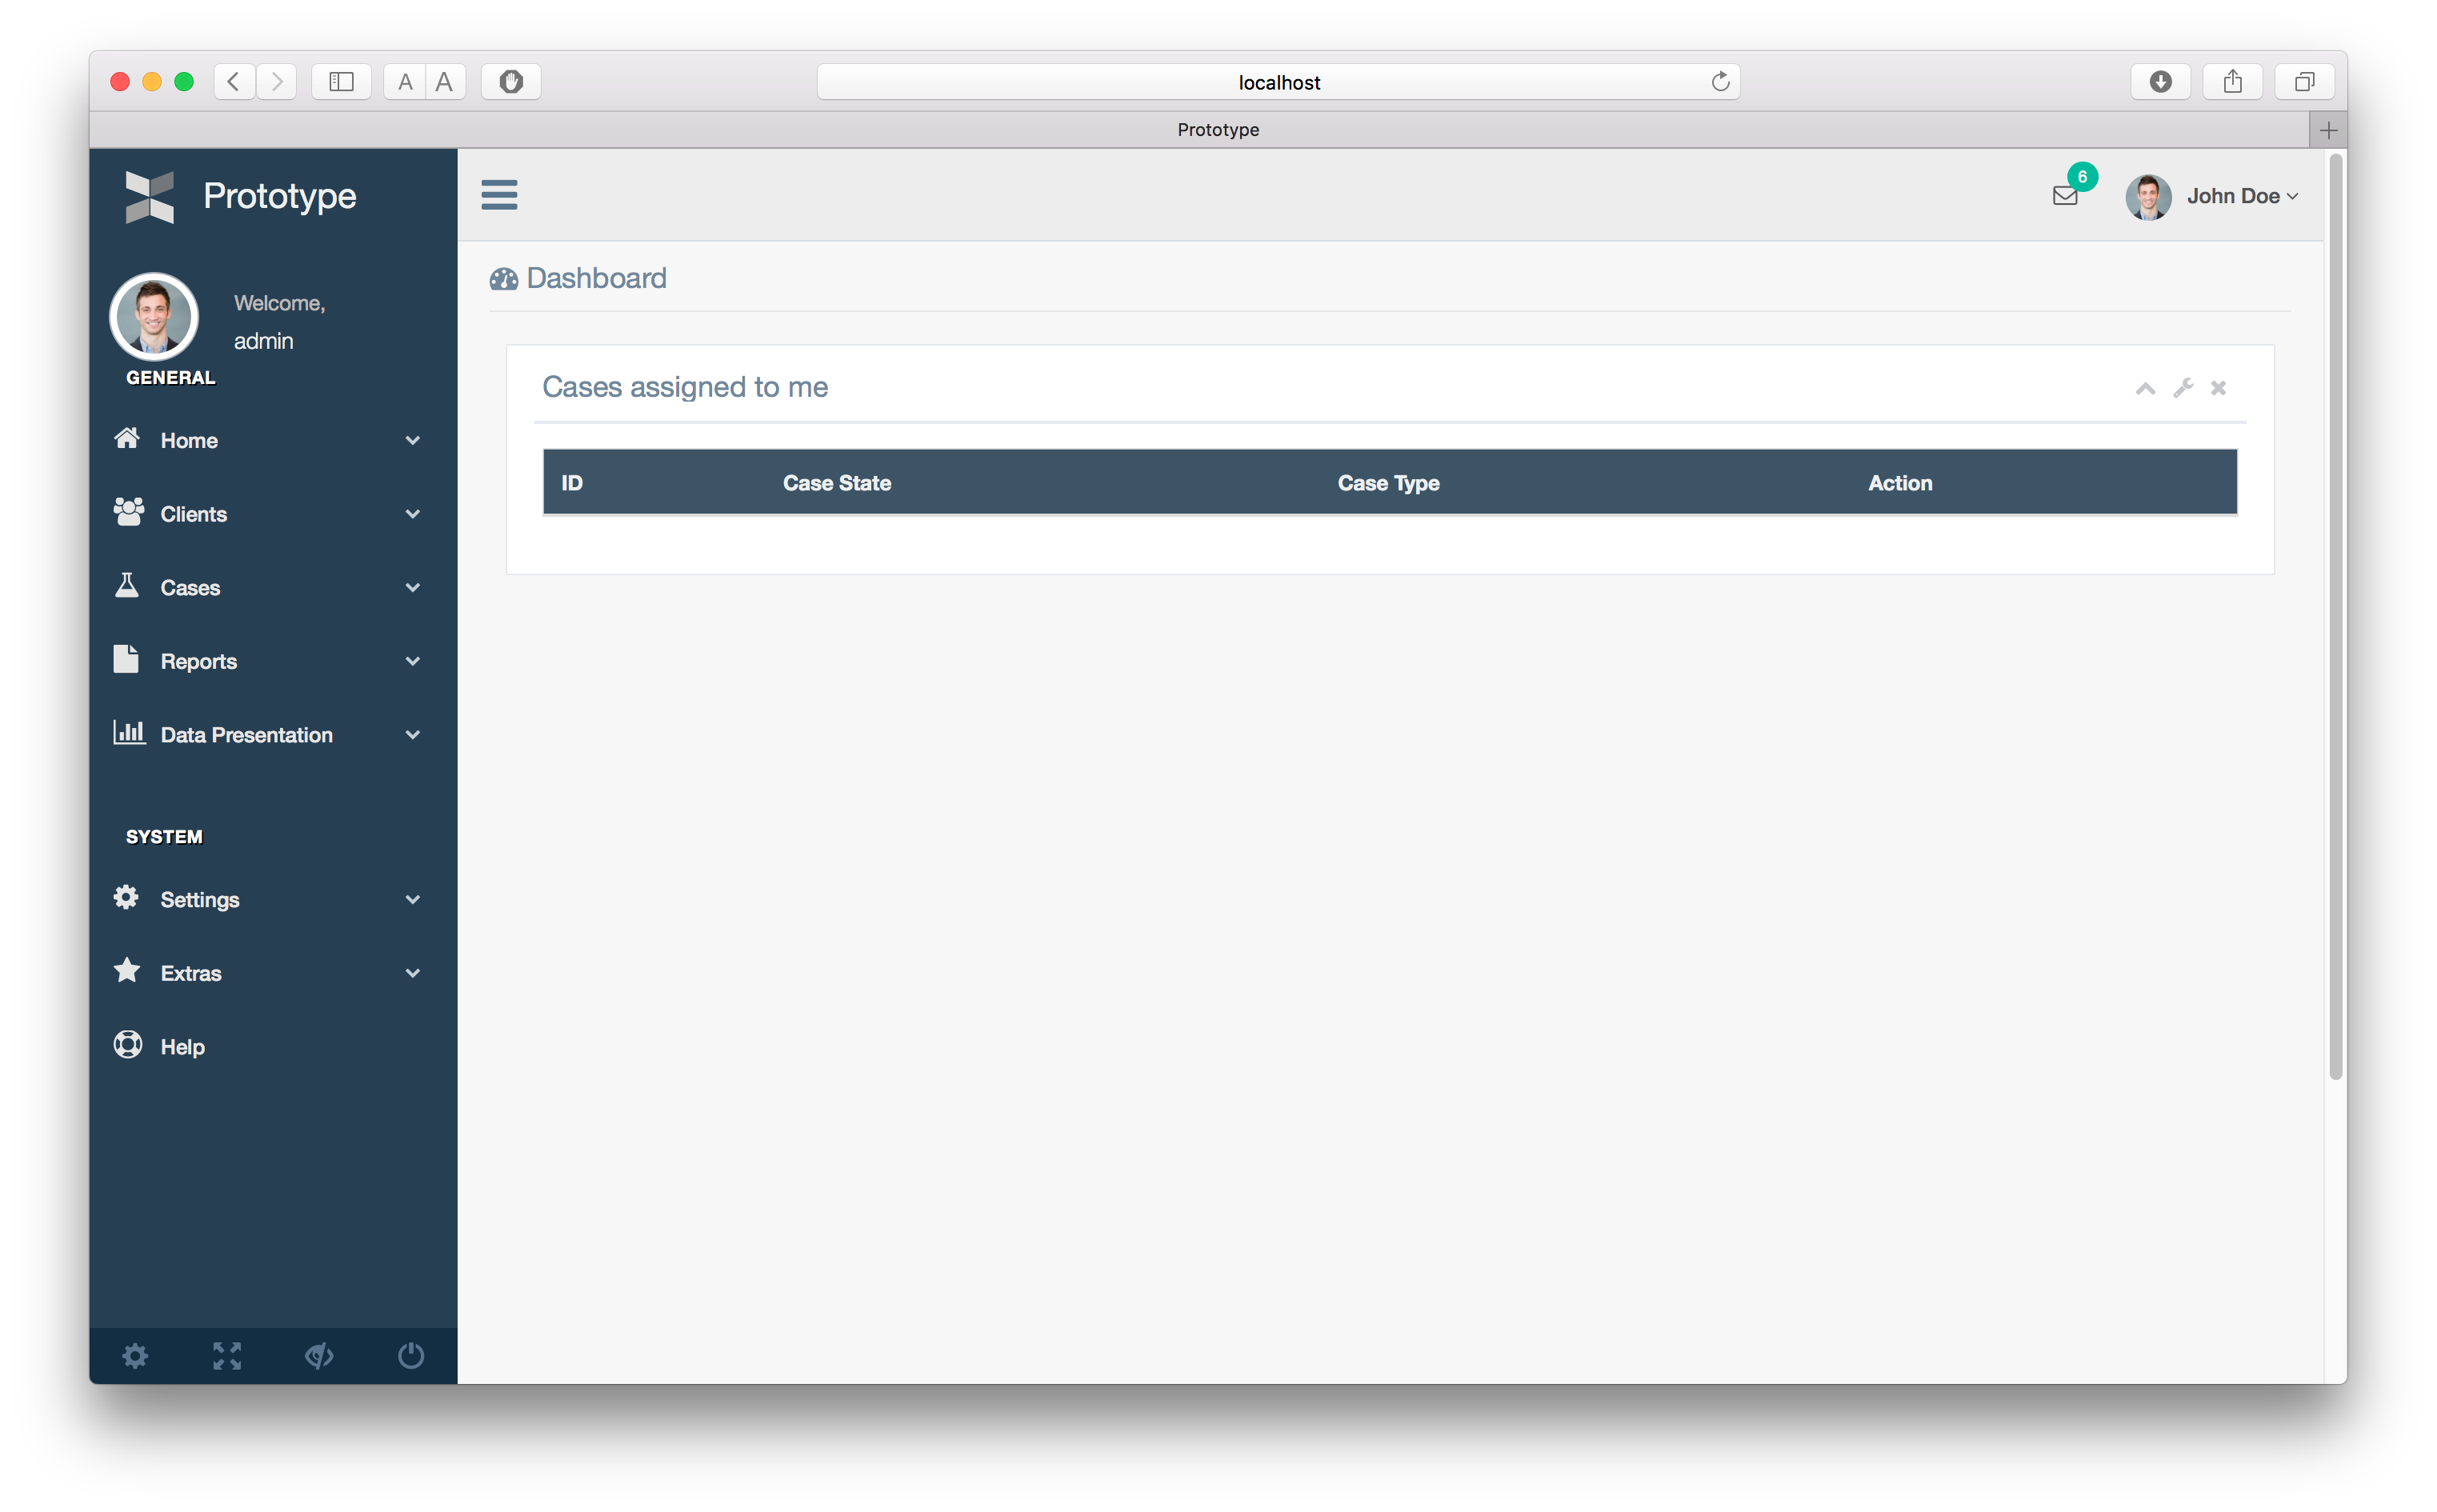 A A
localhost
Prototype
Prototype
6
John Doe
Welcome,
admin
GENERAL
Home
Clients
Cases
Reports
Data Presentation
SYSTEM
Settings
Extras
Help
Dashboard
Cases assigned to me
ID Case State Case Type Action